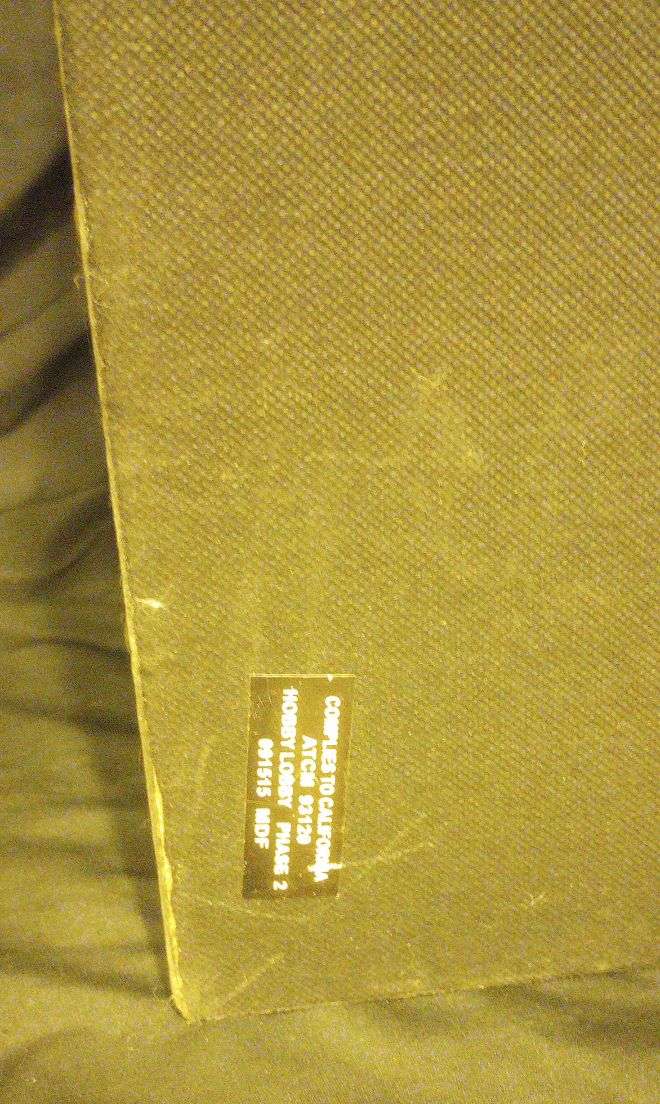 COMPLIES TO CALIFORNIA
ATCM 93120
HOBBY LOBBY PHASE 2
091515 MDF